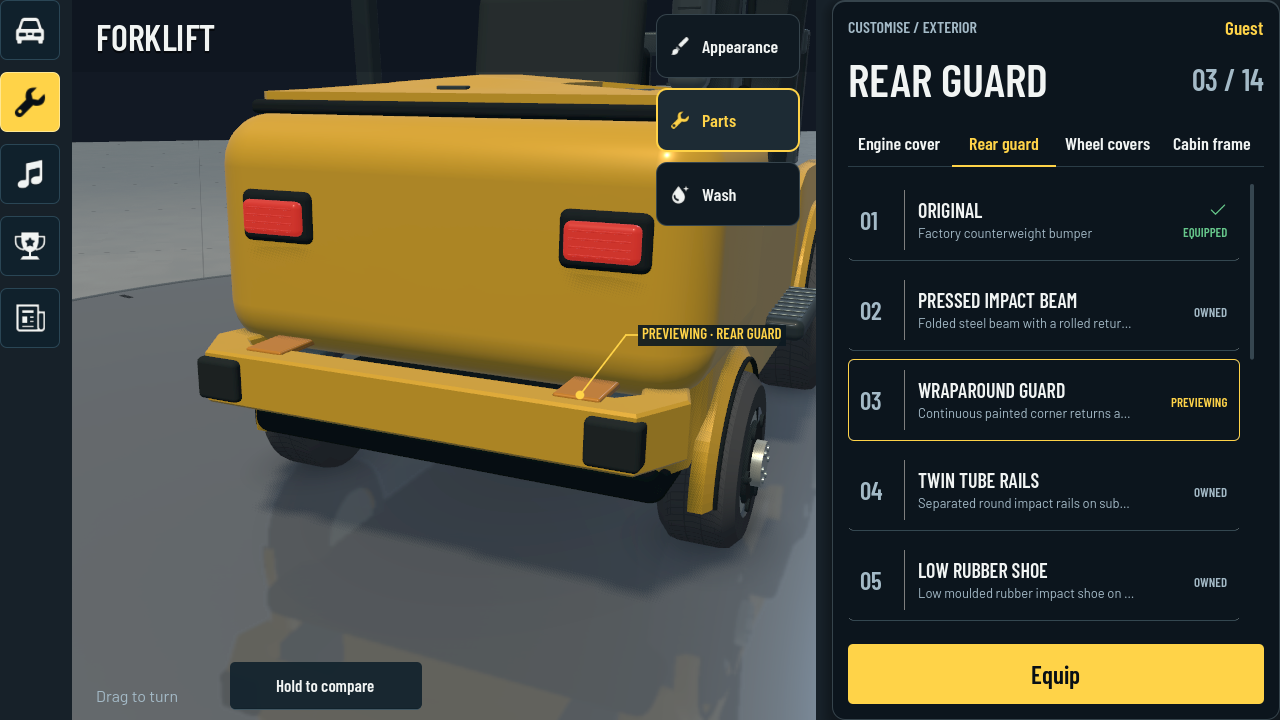 FORKLIFT
Appearance
Parts
Wash
PREVIEWING · REAR GUARD
Drag to turn
Hold to compare
CUSTOMISE / EXTERIOR
Guest
REAR GUARD
03 / 14
Engine cover
Rear guard
Wheel covers
Cabin frame
01
ORIGINAL
Factory counterweight bumper
EQUIPPED
02
PRESSED IMPACT BEAM
Folded steel beam with a rolled retur...
OWNED
03
WRAPAROUND GUARD
Continuous painted corner returns a...
PREVIEWING
04
TWIN TUBE RAILS
Separated round impact rails on sub...
OWNED
05
LOW RUBBER SHOE
Low moulded rubber impact shoe on ...
OWNED
Equip